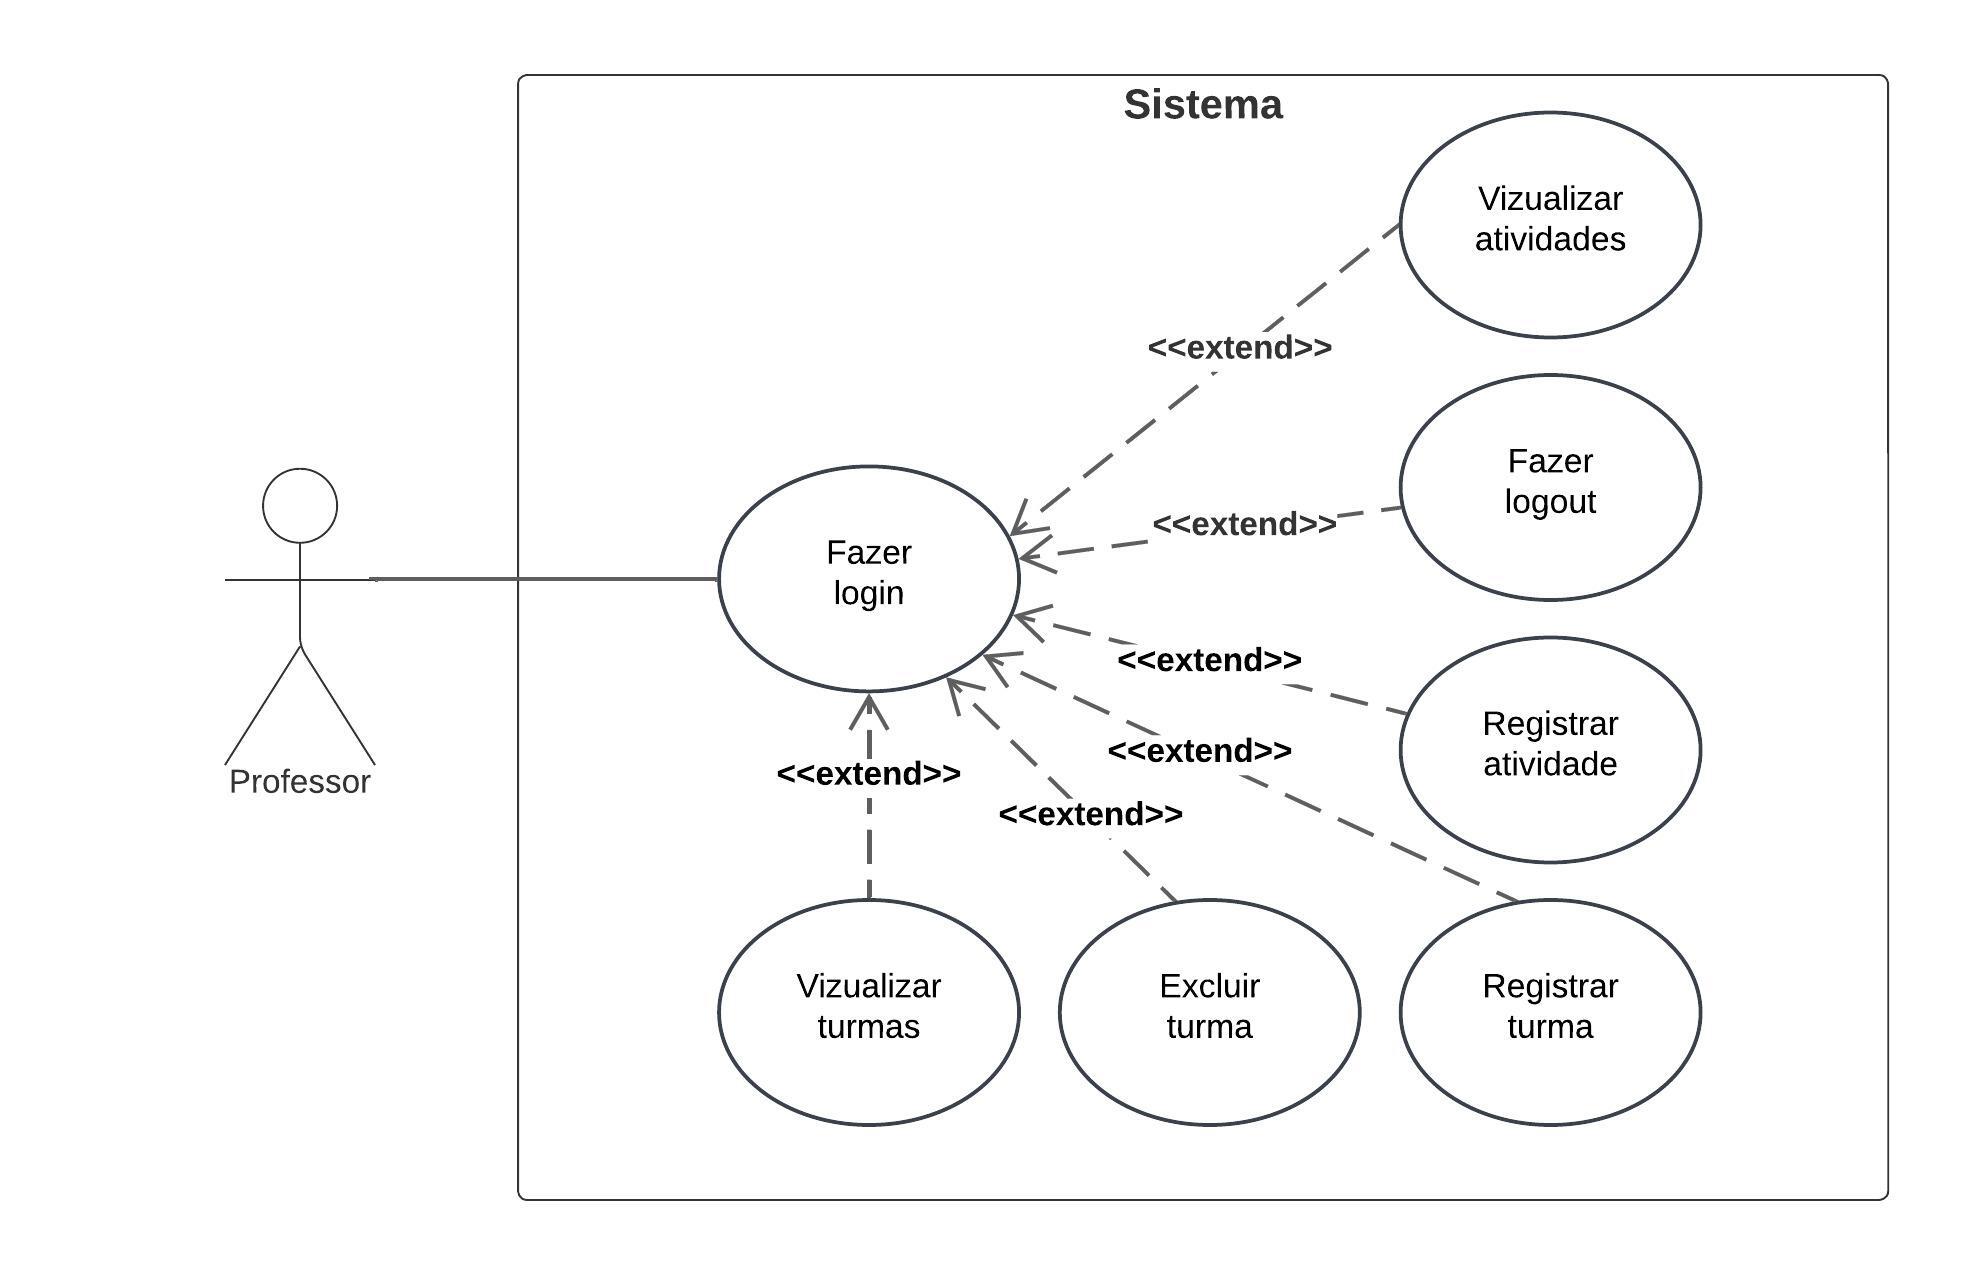 Sistema
Vizualizar
atividades
<<extend>>
Fazer
logout
<<extend>>
Fazer
login
<<extend>>
Registrar
atividade
<<extend>>
<<extend>>
<<extend>>
Professor
Vizualizar
turmas
Excluir
turma
Registrar
turma